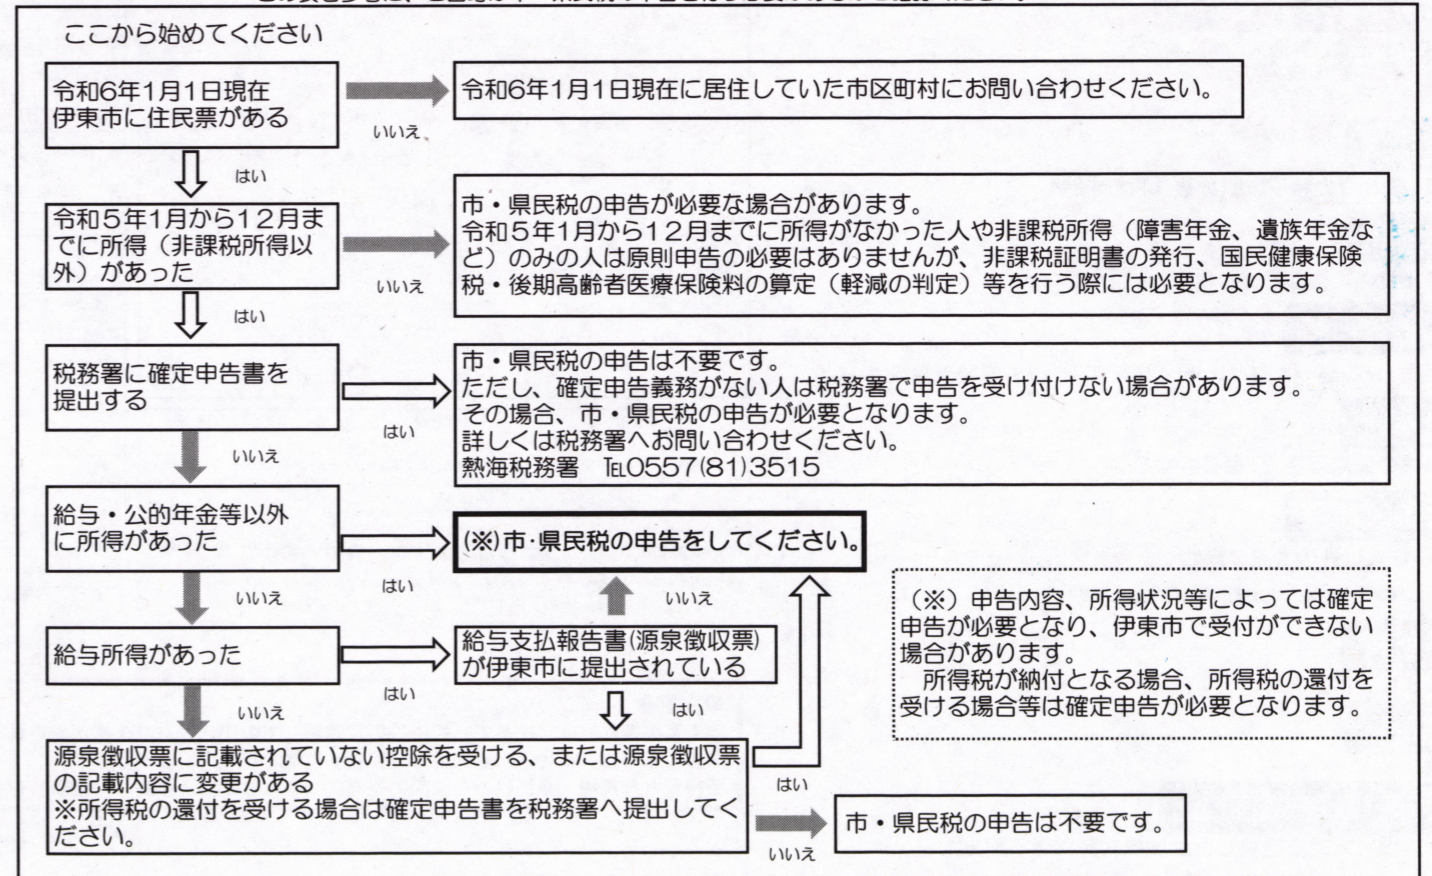 ここから始めてください
令和6年1月1日現在
伊東市に住民票がある
いいえ
令和6年1月1日現在に居住していた市区町村にお問い合わせください。
はい
令和5年1月から12月ま
でに所得（非課税所得以
外）があった
いいえ
市・県民税の申告が必要な場合があります。
令和5年1月から12月までに所得がなかった人や非課税所得（障害年金、遺族年金な
ど）のみの人は原則申告の必要はありませんが、非課税証明書の発行、国民健康保険
税・後期高齢者医療保険料の算定（軽減の判定）等を行う際には必要となります。
はい
税務署に確定申告書を
提出する
はい
市・県民税の申告は不要です。
ただし、確定申告義務がない人は税務署で申告を受け付けない場合があります。
その場合、市・県民税の申告が必要となります。
詳しくは税務署へお問い合わせください。
熱海税務署　℡0557(81)3515
いいえ
給与・公的年金等以外
に所得があった
はい
(※)市・県民税の申告をしてください。
いいえ
いいえ
給与所得があった
はい
給与支払報告書(源泉徴収票)
が伊東市に提出されている
（※）申告内容、所得状況等によっては確定
申告が必要となり、伊東市で受付ができない
場合があります。
所得税が納付となる場合、所得税の還付を
受ける場合等は確定申告が必要となります。
いいえ
はい
源泉徴収票に記載されていない控除を受ける、または源泉徴収票
の記載内容に変更がある
※所得税の還付を受ける場合は確定申告書を税務署へ提出してく
ださい。
はい
いいえ
市・県民税の申告は不要です。